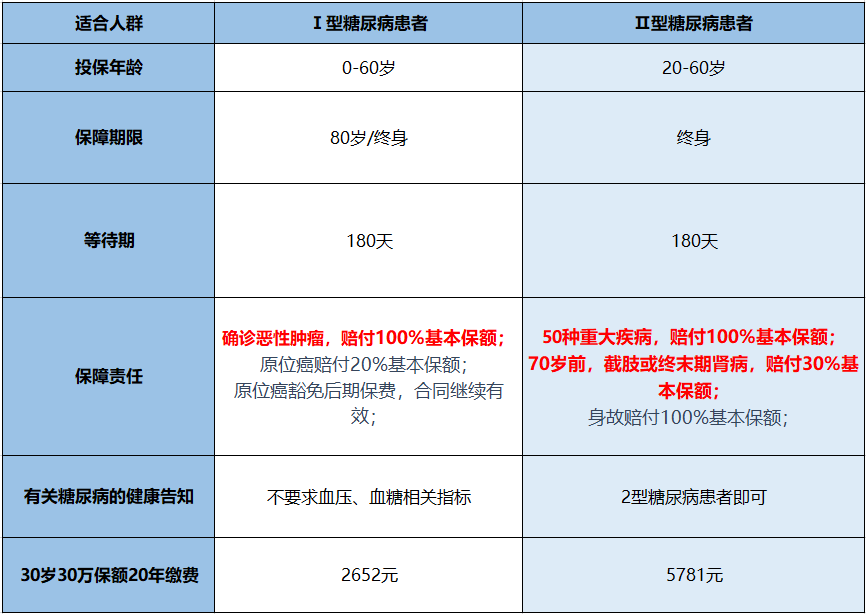 适合人群
Ⅰ型糖尿病患者
Ⅱ型糖尿病患者
投保年龄
0-60岁
20-60岁
保障期限
80岁/终身
终身
等待期
180天
180天
保障责任
确诊恶性肿瘤，赔付100%基本保额；
原位癌赔付20%基本保额；
原位癌豁免后期保费，合同继续有
效；
50种重大疾病，赔付100%基本保额；
70岁前，截肢或终末期肾病，赔付30%基
本保额；
身故赔付100%基本保额；
有关糖尿病的健康告知
不要求血压、血糖相关指标
2型糖尿病患者即可
30岁30万保额20年缴费
2652元
5781元